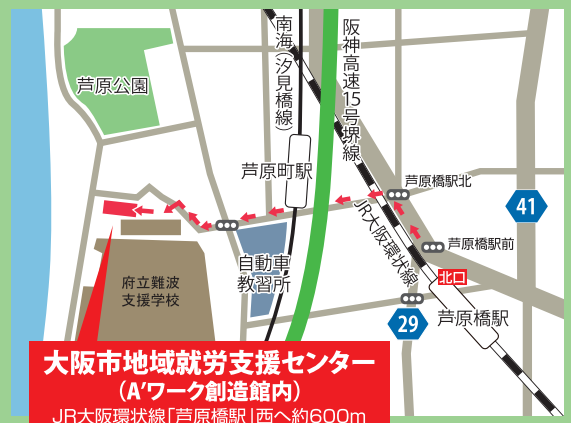 南海(汐見橋線)
阪神高速15号堺線
芦原公園
芦原町駅
芦原橋駅北
41
JR大阪環状線
芦原橋駅前
自動車
教習所
府立難波
支援学校
北口
芦原橋駅
29
大阪市地域就労支援センター
(A'ワーク創造館内)
JR大阪環状線「芦原橋駅」西へ約600m